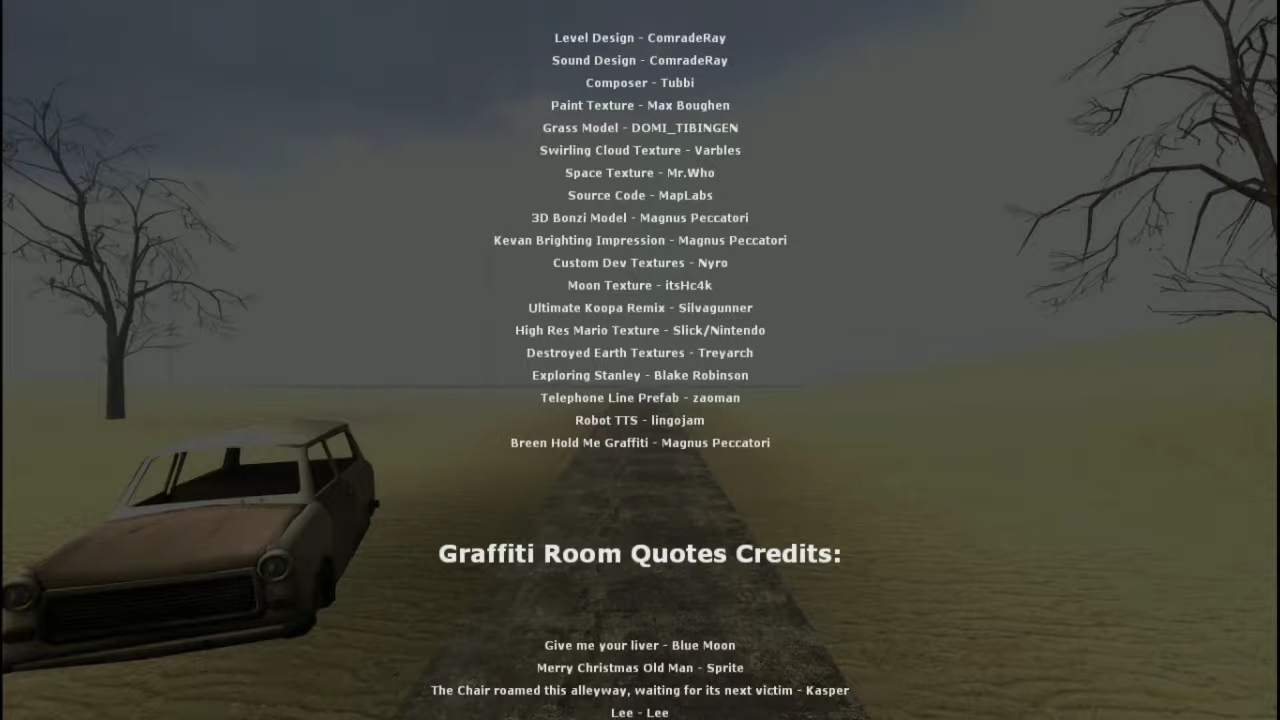 Level Design - ComradeRay
Sound Design - ComradeRay
Composer - Tubbi
Paint Texture - Max Boughen
Grass Model - DOMI_TIBINGEN
Swirling Cloud Texture - Varbles
Space Texture - Mr.Who
Source Code - MapLabs
3D Bonzi Model - Magnus Peccatori
Kevan Brighting Impression - Magnus Peccatori
Custom Dev Textures - Nyro
Moon Texture - itsHc4k
Ultimate Koopa Remix - Silvagunner
High Res Mario Texture - Slick/Nintendo
Destroyed Earth Textures - Treyarch
Exploring Stanley - Blake Robinson
Telephone Line Prefab - zaoman
Robot TTS - lingojam
Breen Hold Me Graffiti - Magnus Peccatori
Graffiti Room Quotes Credits:
Give me your liver - Blue Moon
Merry Christmas Old Man - Sprite
The Chair roamed this alleyway, waiting for its next victim - Kasper
Lee - Lee